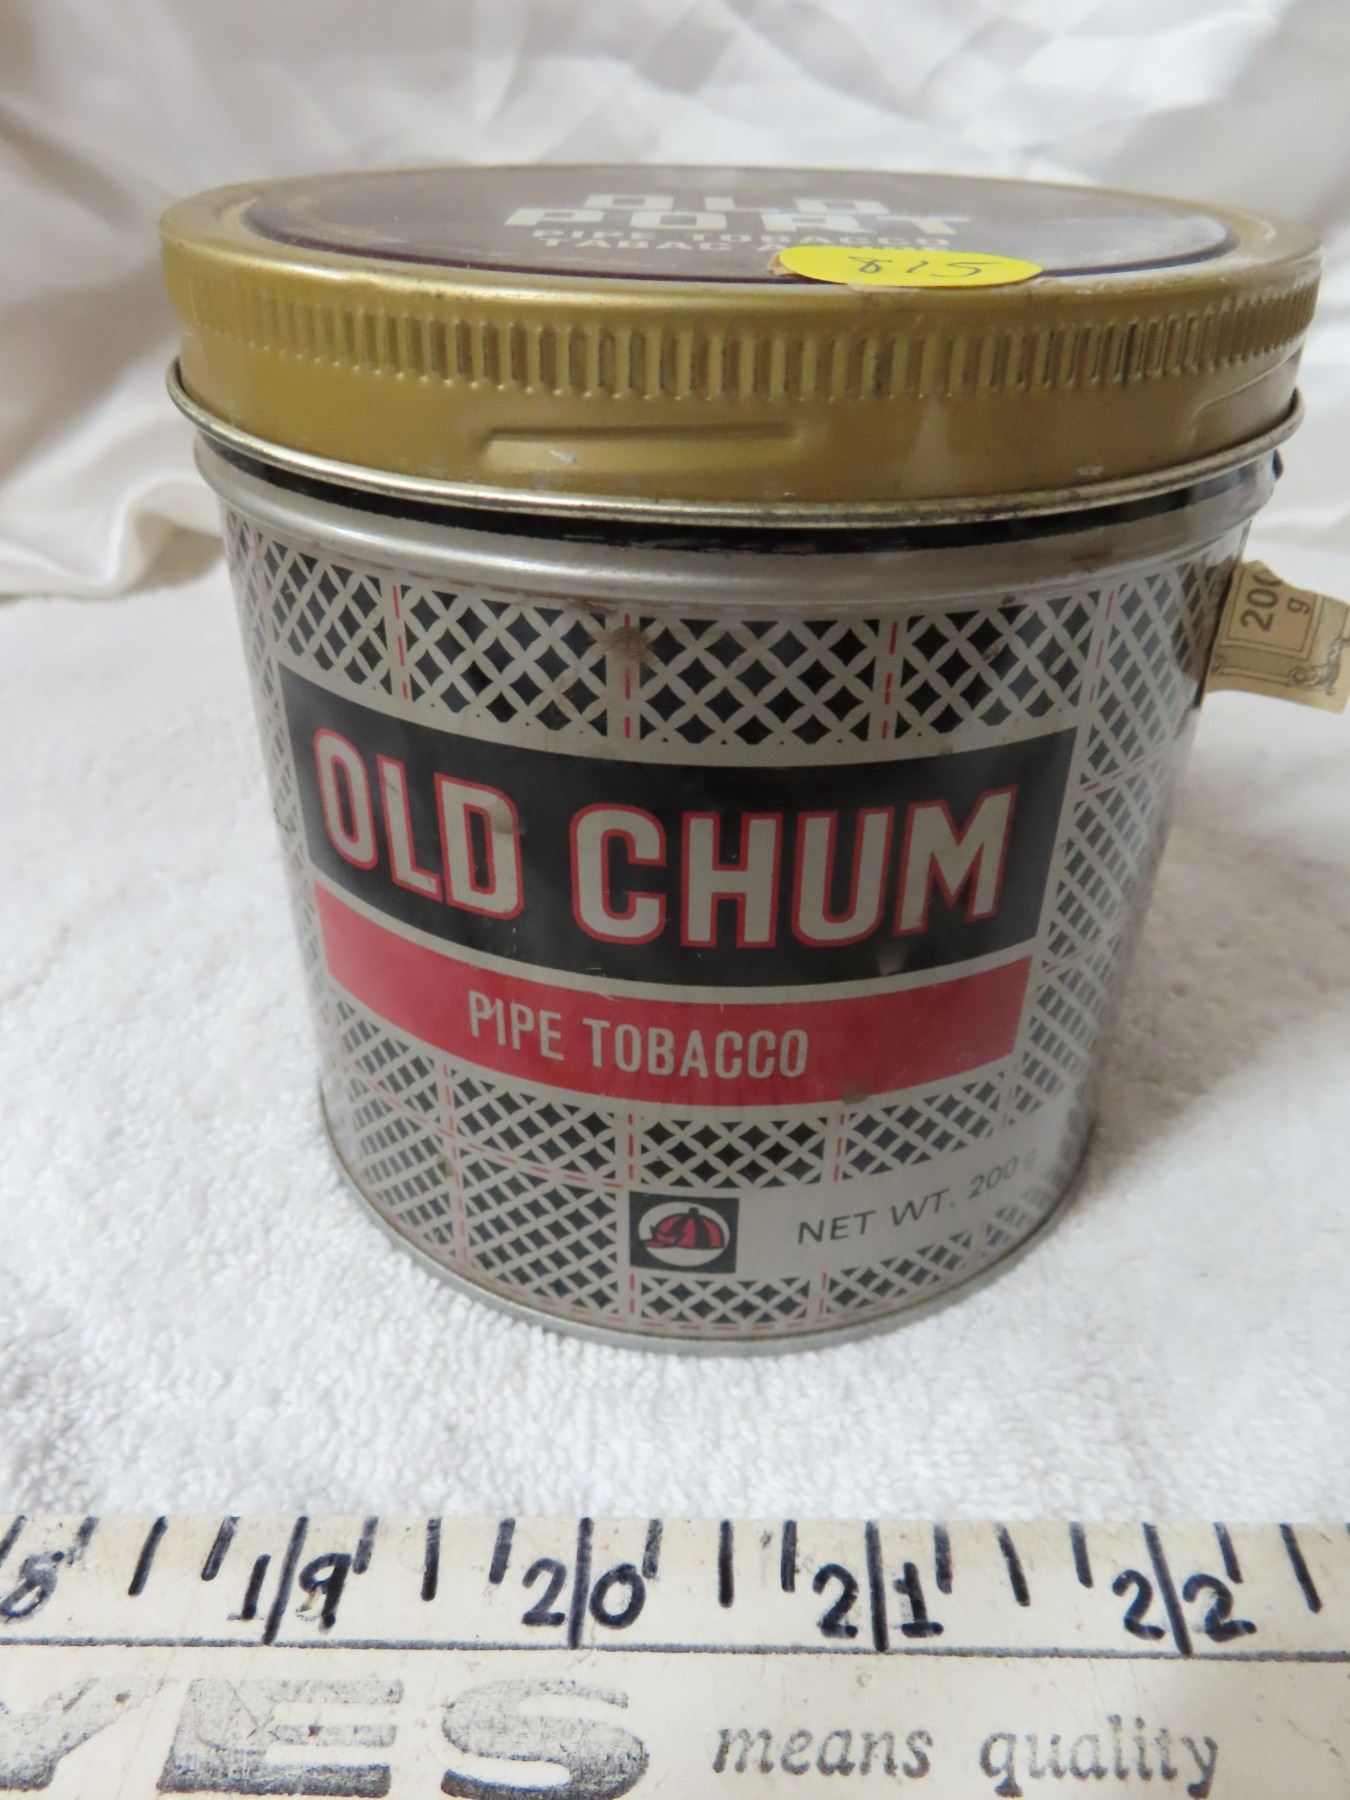 OLD
PORT
PIPE TOBACCO
TABAC A
815
200
g
OLD CHUM
PIPE TOBACCO
NET WT. 200 g
8 19 20 21 22
YES means quality